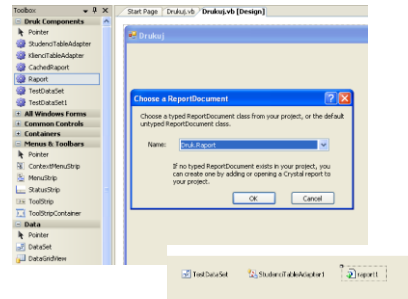 Toolbox
Start Page Drukuj.vb Drukuj.vb [Design]
Druk Components
Pointer
StudenciTableAdapter
KlienciTableAdapter
CachedRaport
Raport
TestDataSet
TestDataSet1
All Windows Forms
Common Controls
Containers
Menus & Toolbars
Pointer
ContextMenuStrip
MenuStrip
StatusStrip
ToolStrip
ToolStripContainer
Data
Pointer
DataSet
DataGridView
Drukuj
Choose a ReportDocument
Choose a typed ReportDocument class from your project, or the default
untyped ReportDocument class.
Name: Druk.Raport
If no typed ReportDocument exists in your project, you
can create one by adding or opening a Crystal report to
your project.
OK Cancel
TestDataSet StudenciTableAdapter1 raport1